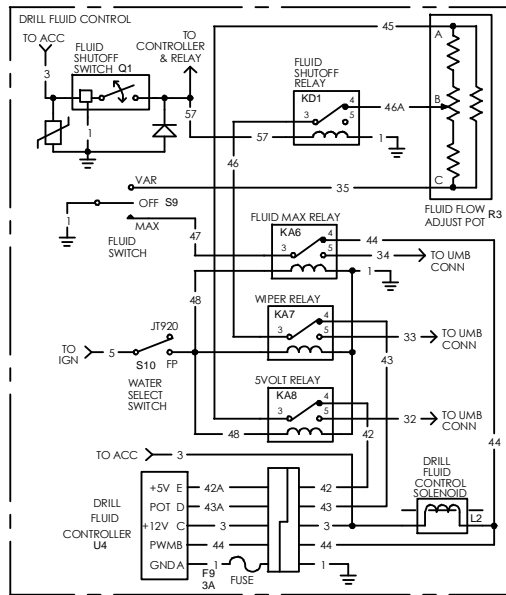 DRILL FLUID CONTROL
TO ACC
3
FLUID
SHUTOFF
SWITCH Q1
1
TO
CONTROLLER
& RELAY
57
57
FLUID
SHUTOFF
RELAY
KD1
3
4
5
46A
1
46
45
A
B
C
FLUID FLOW
ADJUST POT R3
35
VAR
OFF S9
MAX
1
FLUID
SWITCH
47
FLUID MAX RELAY
KA6
3
4
5
44
34
TO UMB
CONN
1
48
WIPER RELAY
KA7
3
4
5
33
TO UMB
CONN
43
TO
IGN
5
JT920
S10 FP
WATER
SELECT
SWITCH
5VOLT RELAY
KA8
3
4
5
32
TO UMB
CONN
42
48
44
TO ACC
3
DRILL
FLUID
CONTROL
SOLENOID
L2
DRILL
FLUID
CONTROLLER
U4
+5V E 42A 42
POT D 43A 43
+12V C 3 3
PWMB 44 44
GND A 1 1
F9
3A
FUSE